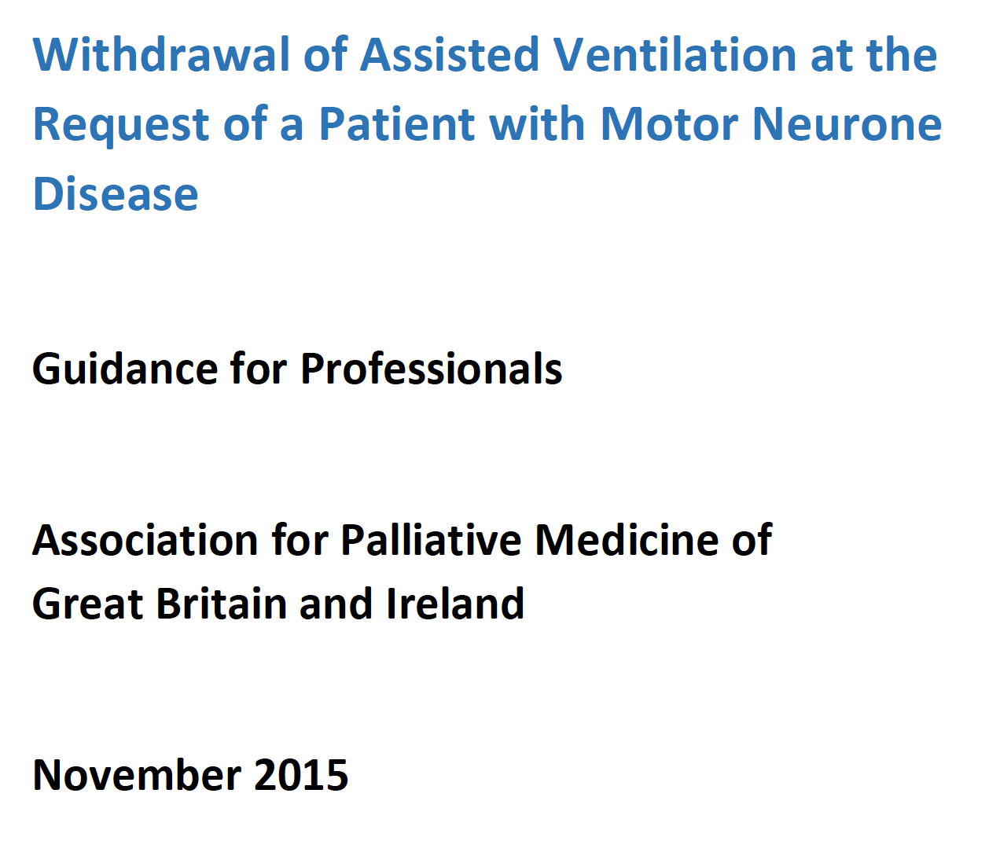 Withdrawal of Assisted Ventilation at the
Request of a Patient with Motor Neurone
Disease
Guidance for Professionals
Association for Palliative Medicine of
Great Britain and Ireland
November 2015